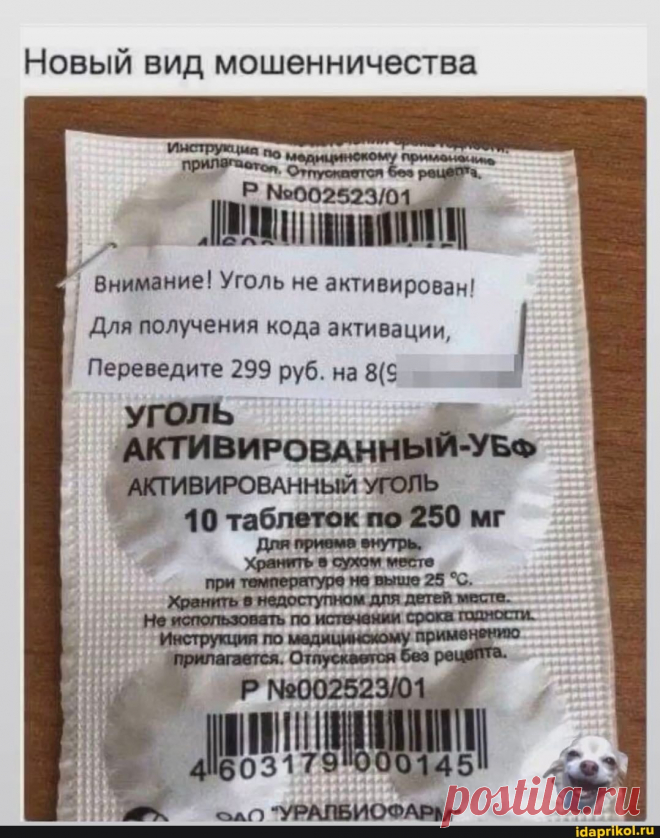 Новый вид мошенничества
Инструкция по медицинскому применению
прилагается. Отпускается без рецепта.
Р №002523/01
Внимание! Уголь не активирован!
Для получения кода активации,
Переведите 299 руб. на 8(9
УГОЛЬ
АКТИВИРОВАННЫЙ-УБФ
АКТИВИРОВАННЫЙ УГОЛЬ
10 таблеток по 250 мг
Для приема внутрь.
Хранить в сухом месте
при температуре не выше 25 °С.
Хранить в недоступном для детей месте.
Не использовать по истечении срока годности.
Инструкция по медицинскому применению
прилагается. Отпускается без рецепта.
Р №002523/01
4 603179 000145
ОАО "УРАЛБИОФАРМ
postila.ru
idaprikol.ru